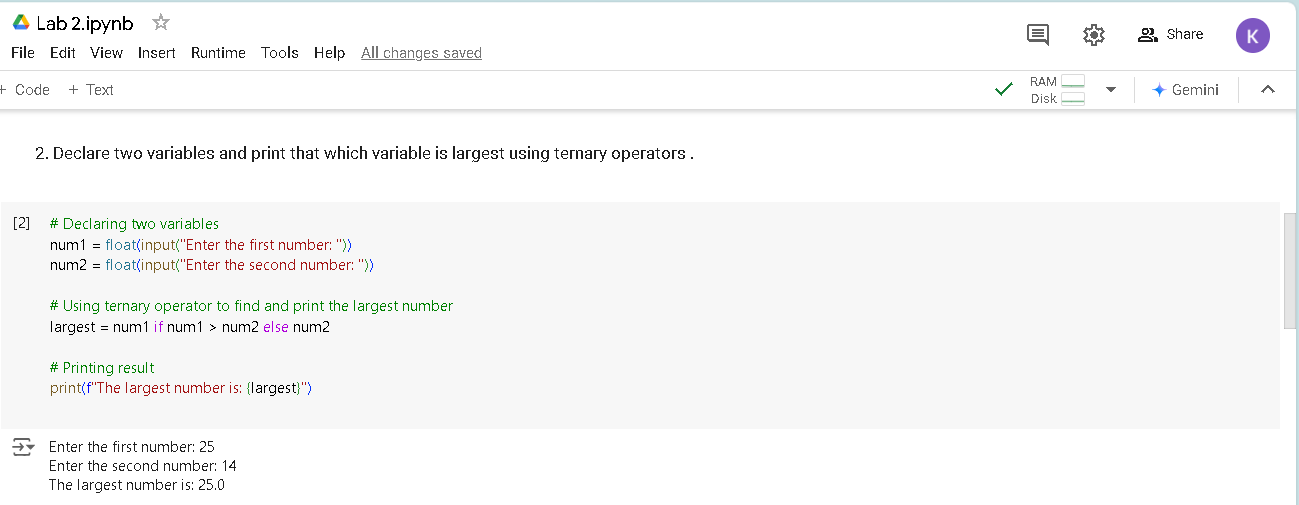 Lab 2.ipynb
File Edit View Insert Runtime Tools Help All changes saved
Share
K
+ Code + Text
RAM
Disk
Gemini
2. Declare two variables and print that which variable is largest using ternary operators .
[2] # Declaring two variables
num1 = float(input("Enter the first number: "))
num2 = float(input("Enter the second number: "))
# Using ternary operator to find and print the largest number
largest = num1 if num1 > num2 else num2
# Printing result
print(f"The largest number is: {largest}")
Enter the first number: 25
Enter the second number: 14
The largest number is: 25.0